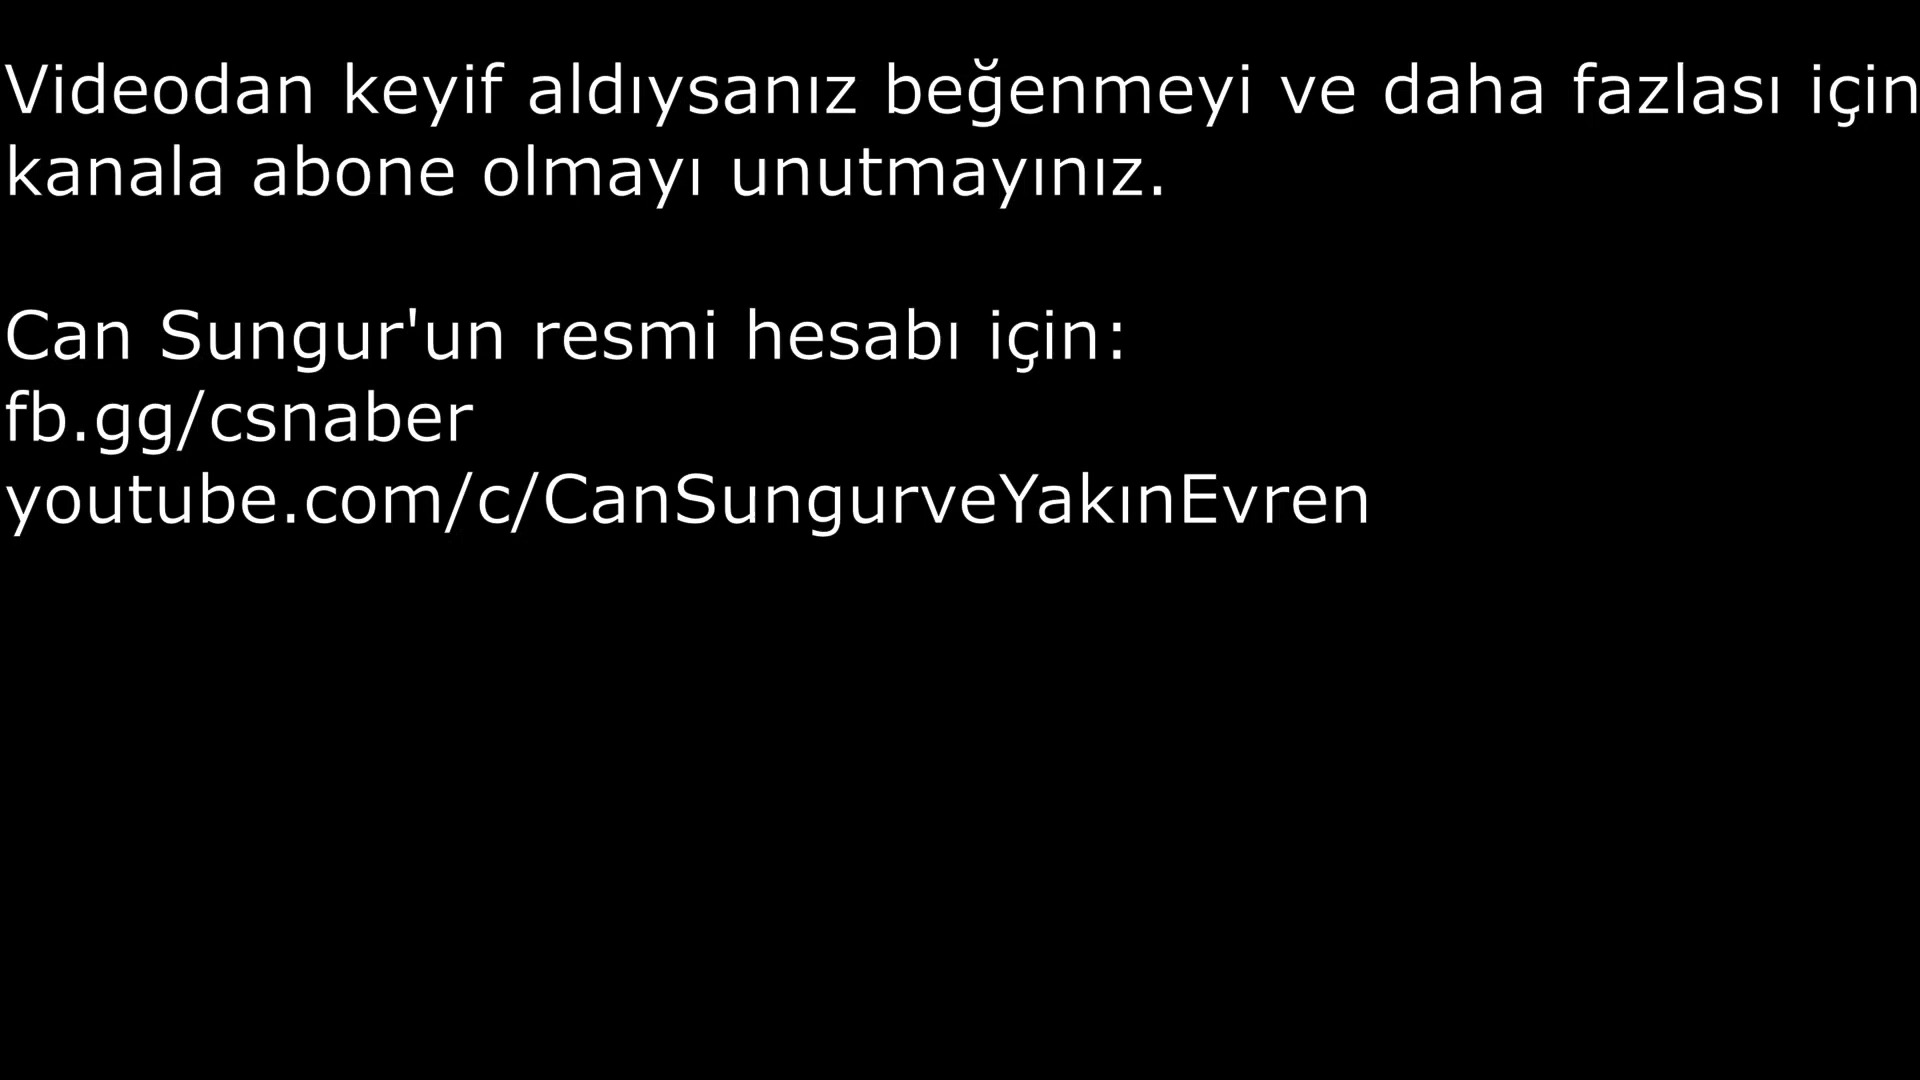 Videodan keyif aldıysanız beğenmeyi ve daha fazlası için
kanala abone olmayı unutmayınız.
Can Sungur'un resmi hesabı için:
fb.gg/csnaber
youtube.com/c/CanSungurveYakınEvren